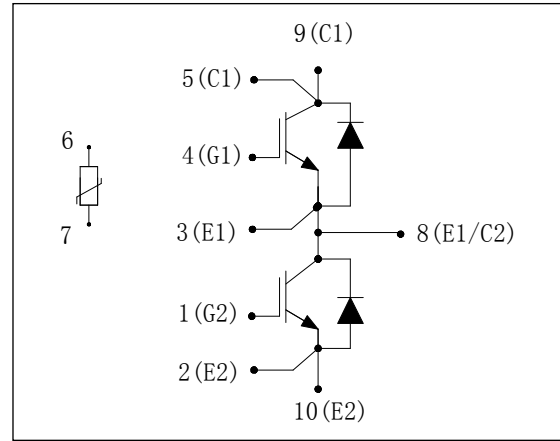 9(C1)
5(C1)
6
4(G1)
7
3(E1)
8(E1/C2)
1(G2)
2(E2)
10(E2)